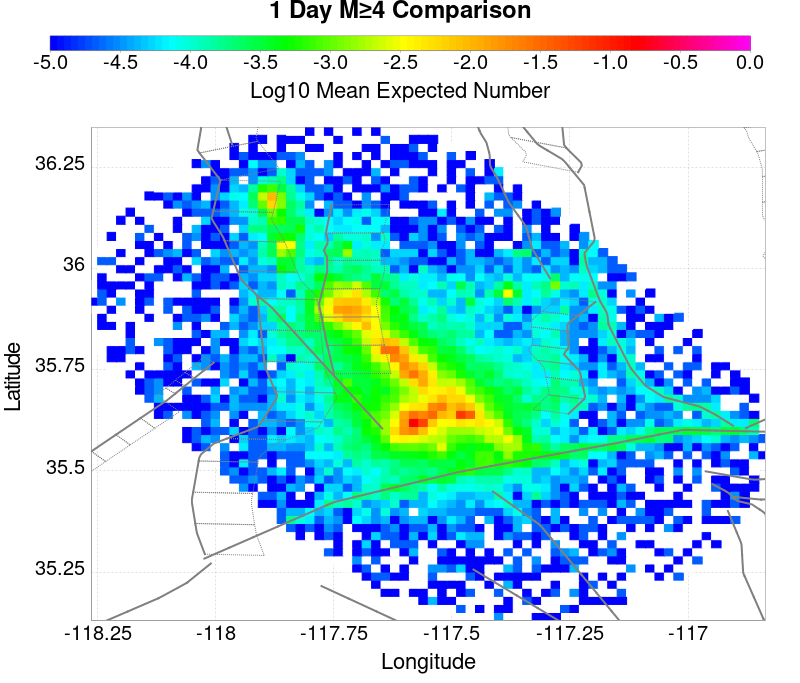 1 Day M≥4 Comparison
-5.0 -4.5 -4.0 -3.5 -3.0 -2.5 -2.0 -1.5 -1.0 -0.5 0.0
Log10 Mean Expected Number
36.25
36
35.75
35.5
35.25
Latitude
-118.25 -118 -117.75 -117.5 -117.25 -117
Longitude